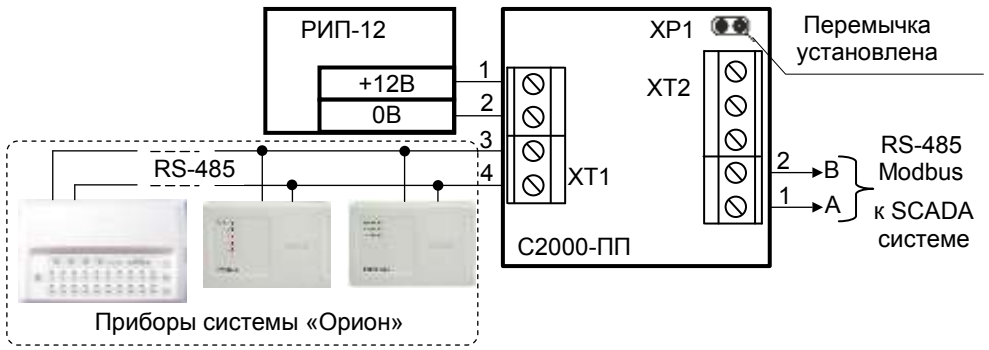 РИП-12
+12В
0В
1
2
3
4
RS-485
Приборы системы «Орион»
XT1
С2000-ПП
XP1
XT2
2
1
B
A
Перемычка
установлена
RS-485
Modbus
к SCADA
системе